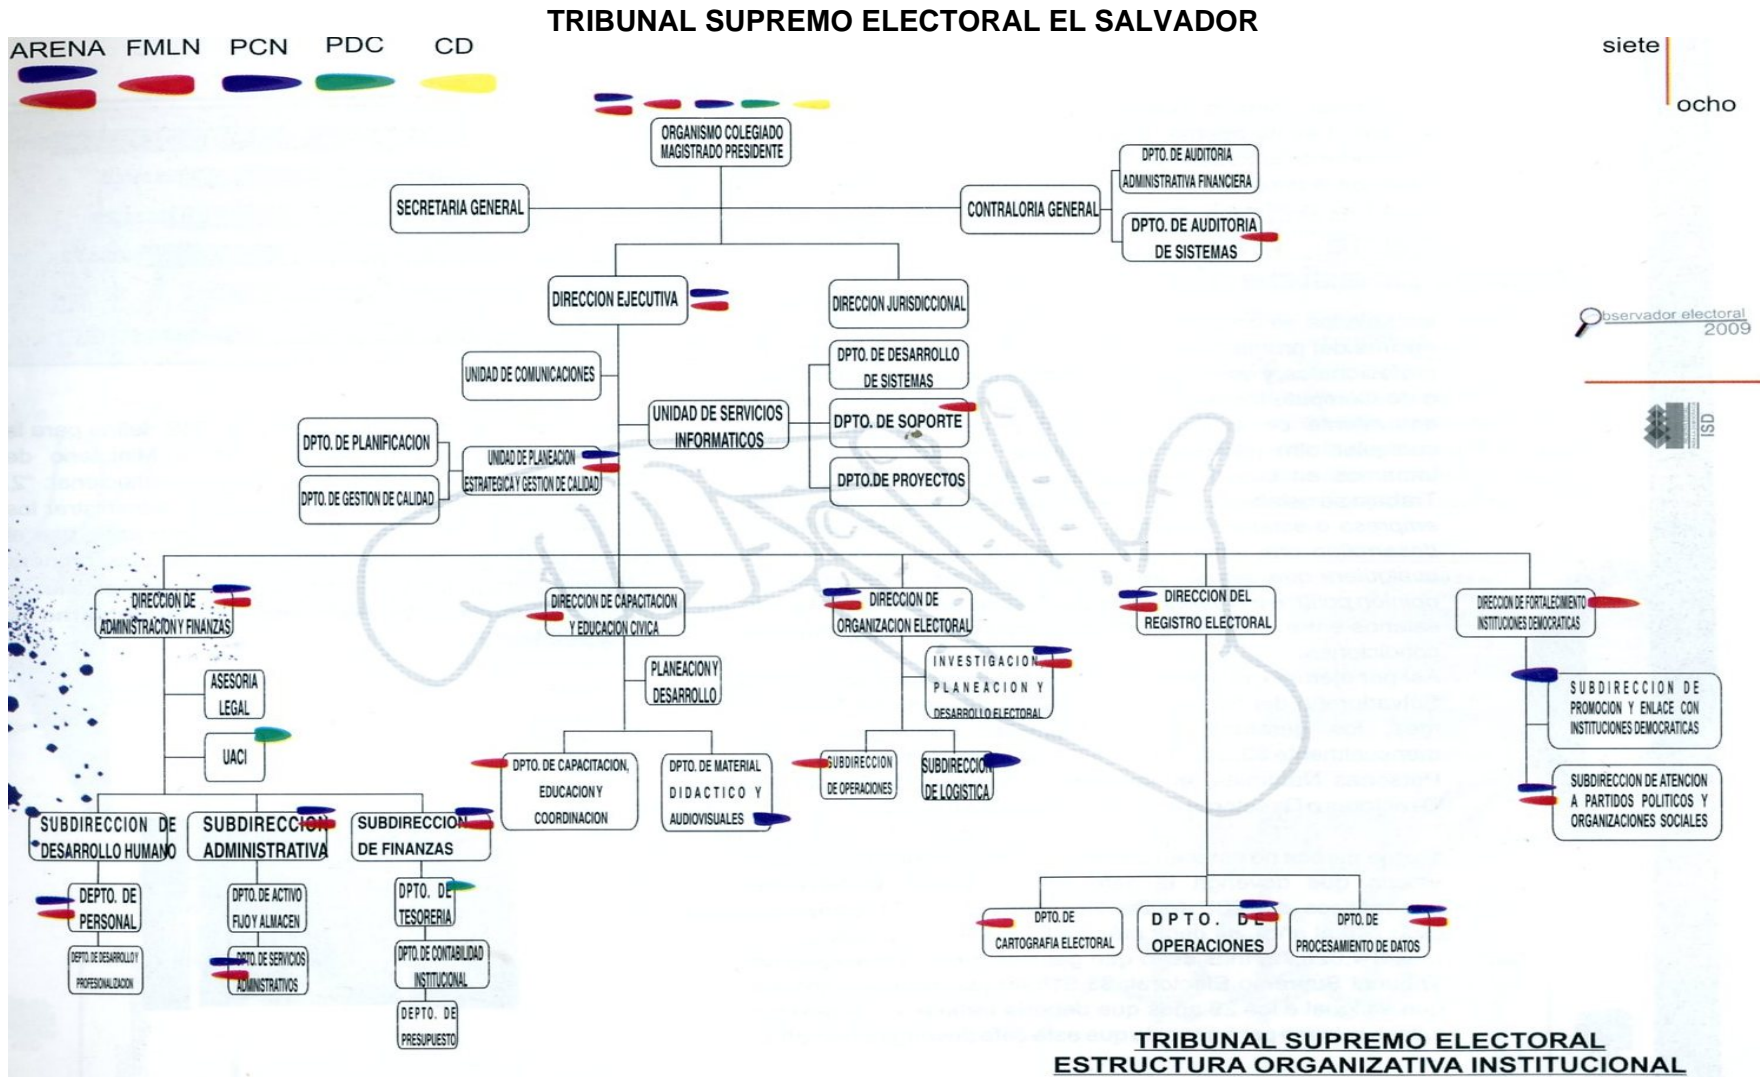 TRIBUNAL SUPREMO ELECTORAL EL SALVADOR
ARENA FMLN PCN PDC CD
siete
ocho
ORGANISMO COLEGIADO
MAGISTRADO PRESIDENTE
DPTO. DE AUDITORIA
ADMINISTRATIVA FINANCIERA
SECRETARIA GENERAL
CONTRALORIA GENERAL
DPTO. DE AUDITORIA
DE SISTEMAS
DIRECCION EJECUTIVA
DIRECCION JURISDICCIONAL
bservador electoral
2009
UNIDAD DE COMUNICACIONES
DPTO. DE DESARROLLO
DE SISTEMAS
UNIDAD DE SERVICIOS
INFORMATICOS
DPTO. DE SOPORTE
ISD
DPTO. DE PLANIFICACION
UNIDAD DE PLANEACION
ESTRATEGICA Y GESTION DE CALIDAD
DPTO. DE GESTION DE CALIDAD
DPTO.DE PROYECTOS
DIRECCION DE
ADMINISTRACION Y FINANZAS
DIRECCION DE CAPACITACION
Y EDUCACION CIVICA
DIRECCION DE
ORGANIZACION ELECTORAL
DIRECCION DEL
REGISTRO ELECTORAL
DIRECCION DE FORTALECIMIENTO
INSTITUCIONES DEMOCRATICAS
ASESORIA
LEGAL
PLANEACION Y
DESARROLLO
INVESTIGACION
PLANEACION Y
DESARROLLO ELECTORAL
SUBDIRECCION DE
PROMOCION Y ENLACE CON
INSTITUCIONES DEMOCRATICAS
UACI
DPTO. DE CAPACITACION,
EDUCACION Y
COORDINACION
DPTO. DE MATERIAL
DIDACTICO Y
AUDIOVISUALES
SUBDIRECCION
DE OPERACIONES
SUBDIRECCION
DE LOGISTICA
SUBDIRECCION DE ATENCION
A PARTIDOS POLITICOS Y
ORGANIZACIONES SOCIALES
SUBDIRECCION DE
DESARROLLO HUMANO
SUBDIRECCION
ADMINISTRATIVA
SUBDIRECCION
DE FINANZAS
DEPTO. DE
PERSONAL
DPTO. DE ACTIVO
FIJO Y ALMACEN
DPTO. DE
TESORERIA
DPTO. DE
CARTOGRAFIA ELECTORAL
DPTO. DE
OPERACIONES
DPTO. DE
PROCESAMIENTO DE DATOS
DEPTO. DE DESARROLLO Y
PROFESIONALIZACION
DPTO. DE SERVICIOS
ADMINISTRATIVOS
DPTO. DE CONTABILIDAD
INSTITUCIONAL
DEPTO. DE
PRESUPUESTO
TRIBUNAL SUPREMO ELECTORAL
ESTRUCTURA ORGANIZATIVA INSTITUCIONAL